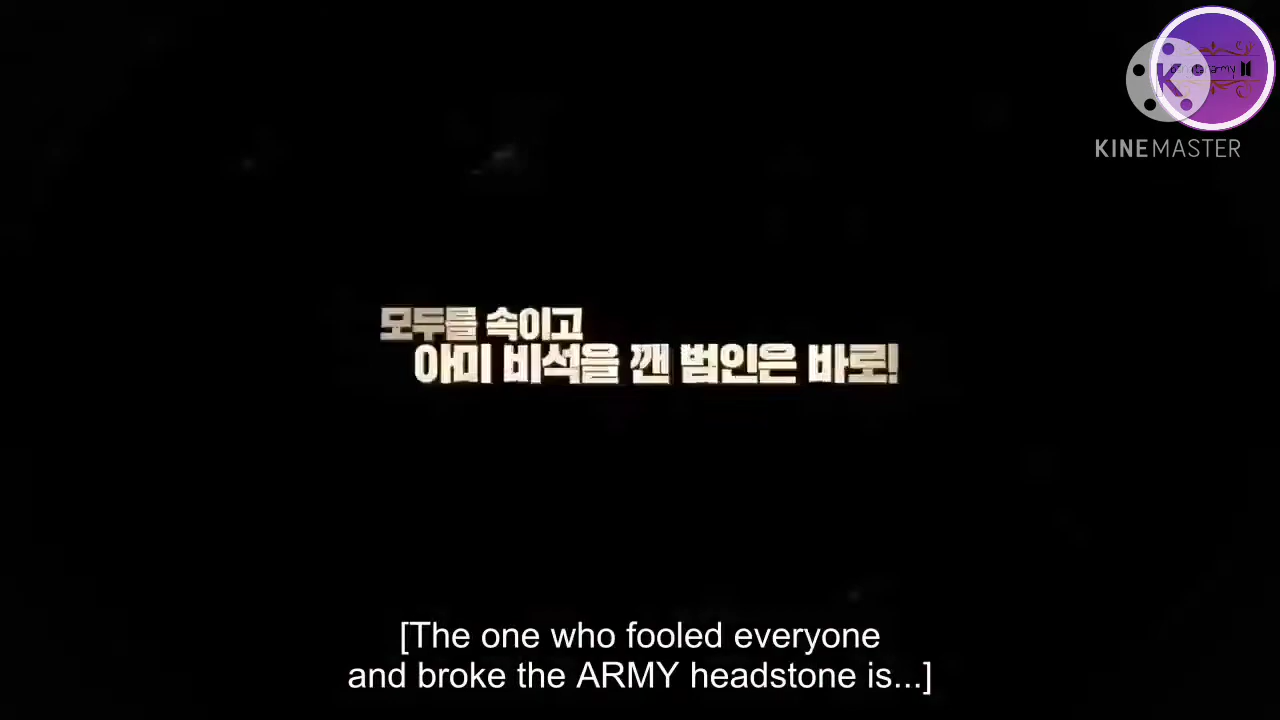 KINEMASTER
모두를 속이고
아미 비석을 깬 범인은 바로!
[The one who fooled everyone
and broke the ARMY headstone is...]